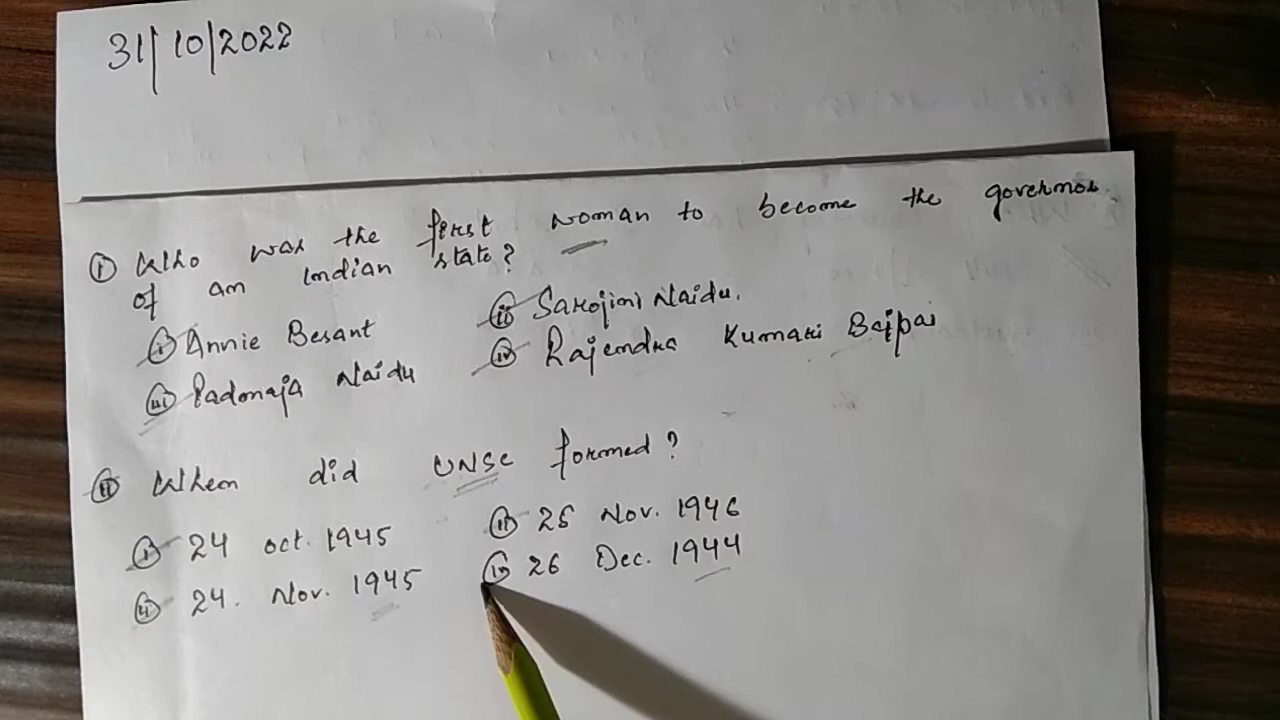 31/10/2022
(i) Who was the first woman to become the governor
of an Indian state?
(i) Annie Besant (ii) Sarojini Naidu.
(iii) Padmaja Naidu (iv) Rajendra Kumari Bajpai
(ii) When did UNSC formed?
(i) 24 oct. 1945 (ii) 25 Nov. 1946
(ii) 24. Nov. 1945 (iv) 26 Dec. 1944